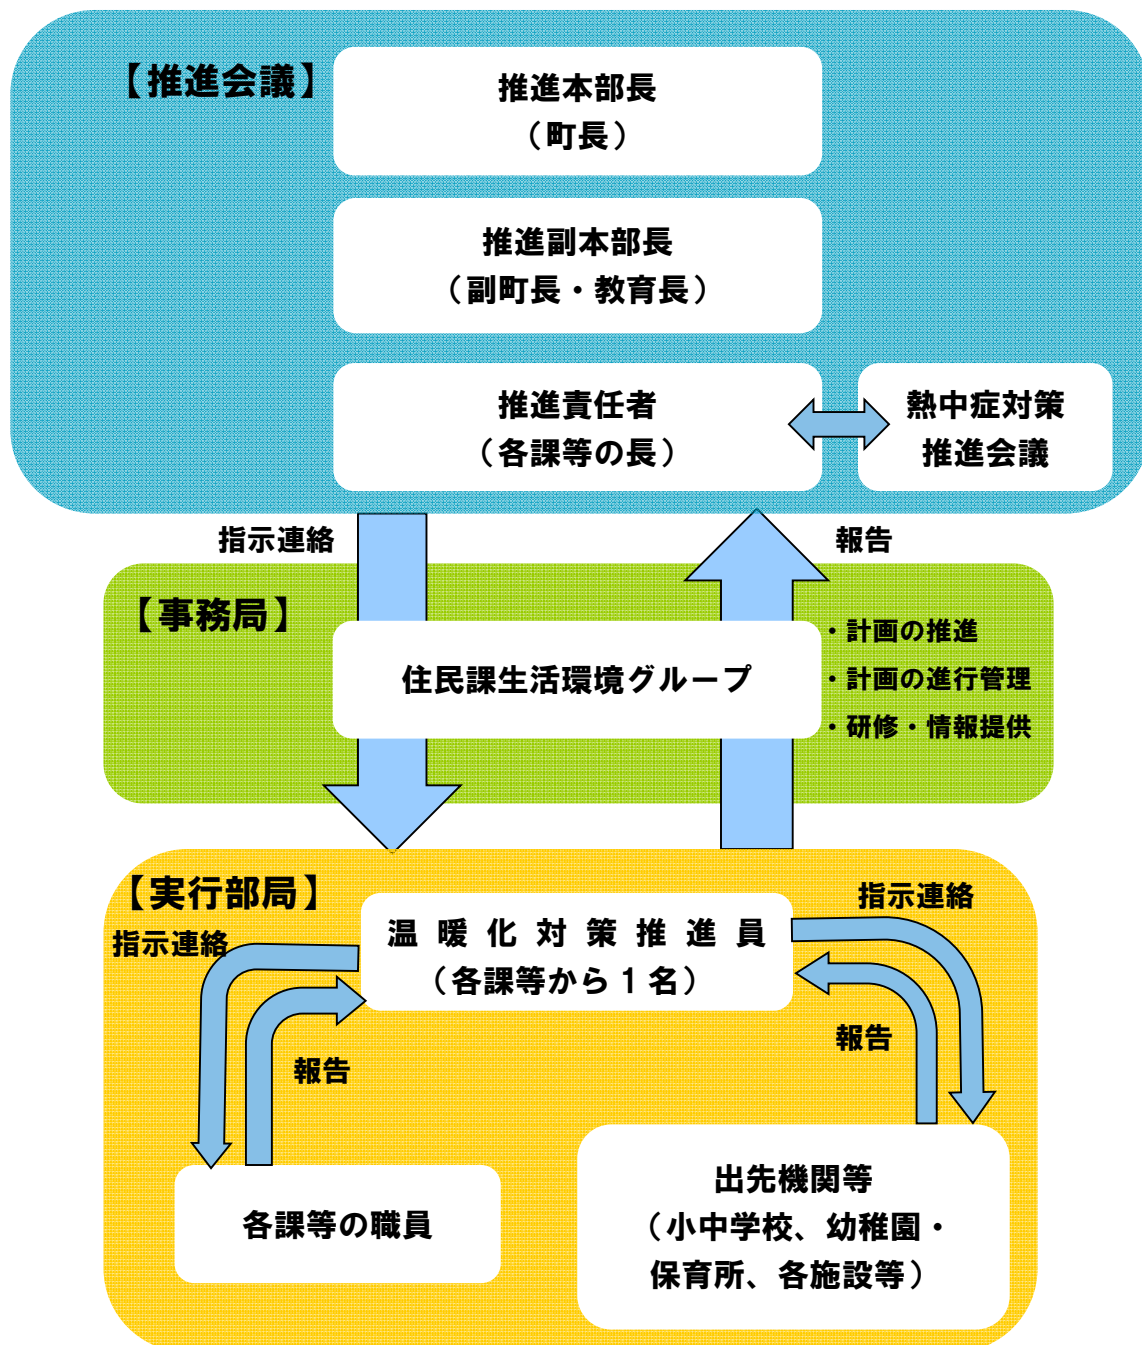 【推進会議】
推進本部長
（町長）
推進副本部長
（副町長・教育長）
推進責任者
（各課等の長）
熱中症対策
推進会議
指示連絡
報告
【事務局】
住民課生活環境グループ
・計画の推進
・計画の進行管理
・研修・情報提供
【実行部局】
温暖化対策推進員
（各課等から１名）
指示連絡
報告
指示連絡
報告
各課等の職員
出先機関等
（小中学校、幼稚園・
保育所、各施設等）